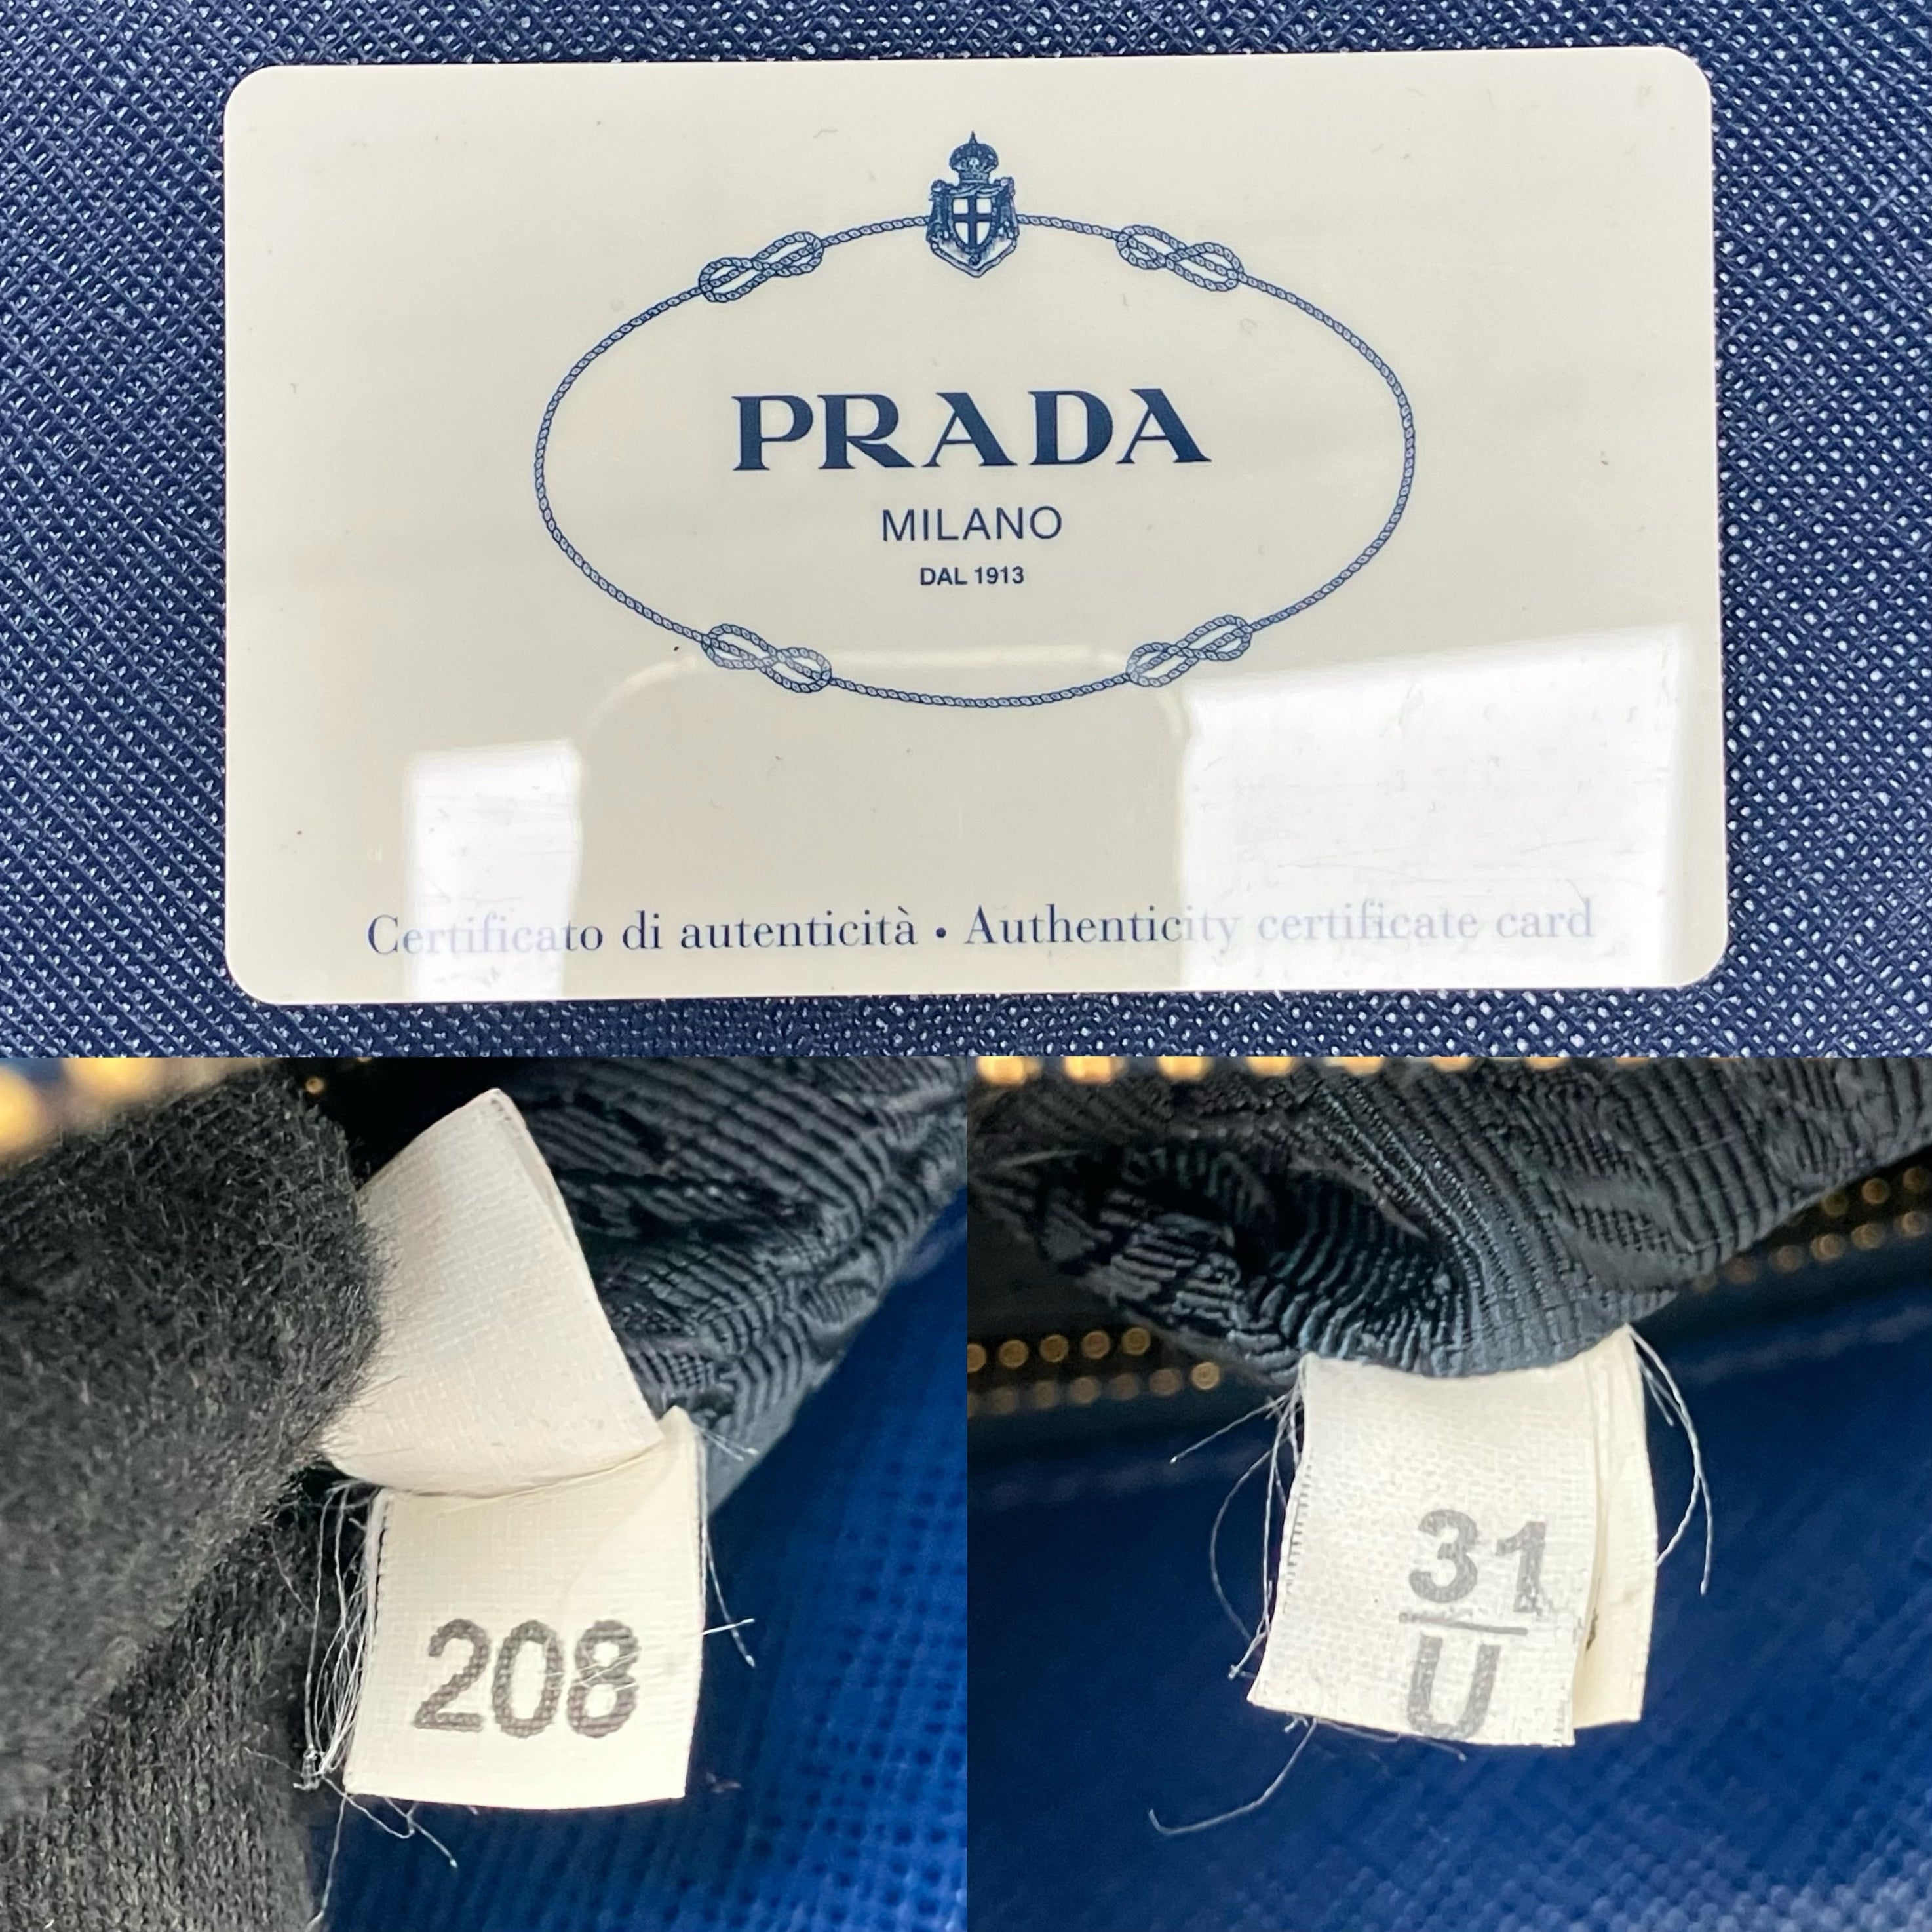 PRADA
MILANO
DAL 1913
Certificato di autenticità • Authenticity certificate card
208
31
U